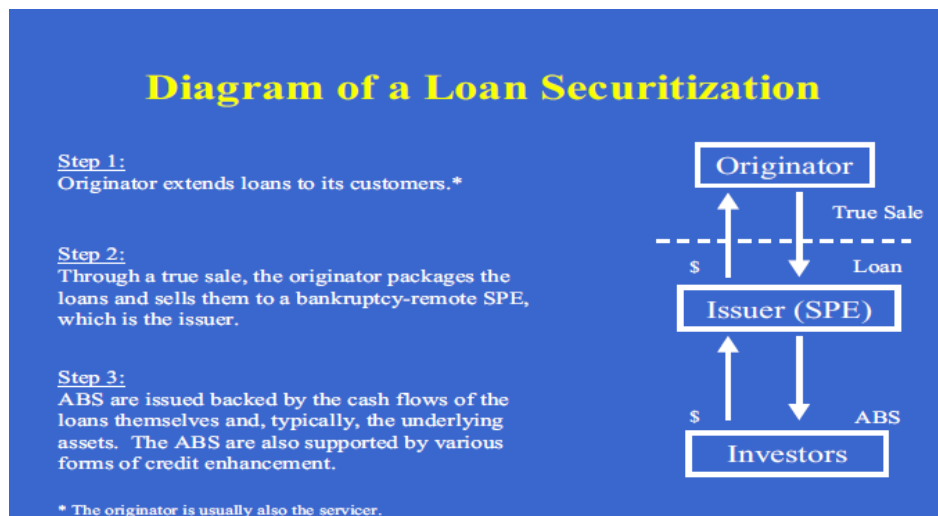 Diagram of a Loan Securitization
Step 1:
Originator extends loans to its customers.*
Step 2:
Through a true sale, the originator packages the
loans and sells them to a bankruptcy-remote SPE,
which is the issuer.
Step 3:
ABS are issued backed by the cash flows of the
loans themselves and, typically, the underlying
assets. The ABS are also supported by various
forms of credit enhancement.
* The originator is usually also the servicer.
Originator
True Sale
$ Loan
Issuer (SPE)
$ ABS
Investors